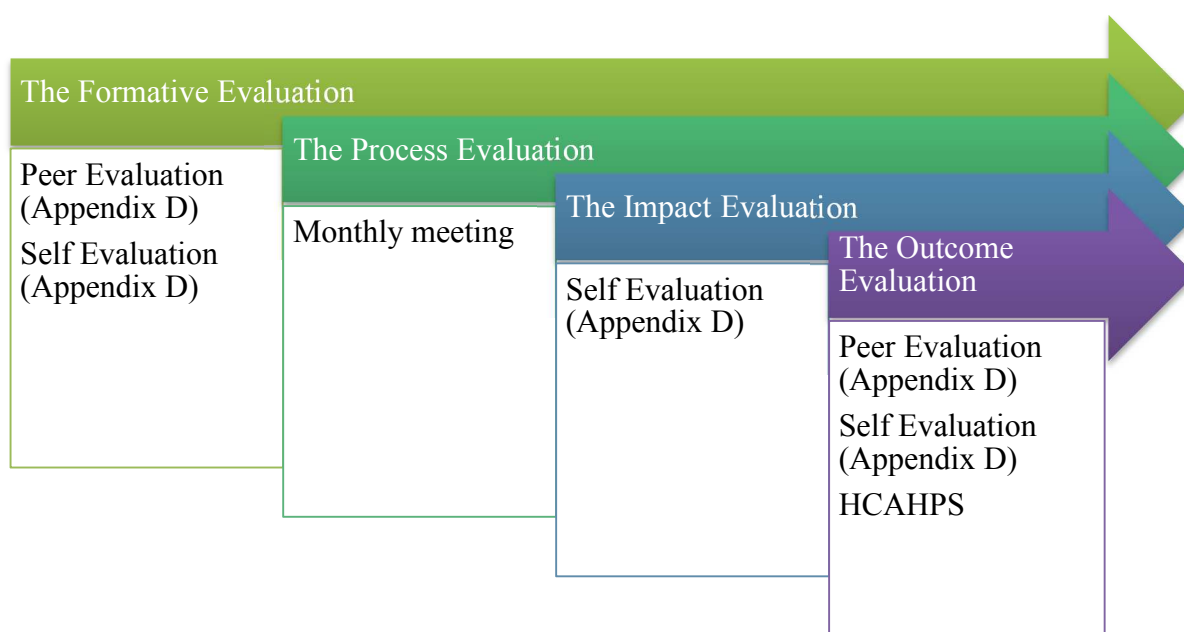 The Formative Evaluation
Peer Evaluation
(Appendix D)
Self Evaluation
(Appendix D)
The Process Evaluation
Monthly meeting
The Impact Evaluation
Self Evaluation
(Appendix D)
The Outcome
Evaluation
Peer Evaluation
(Appendix D)
Self Evaluation
(Appendix D)
HCAHPS